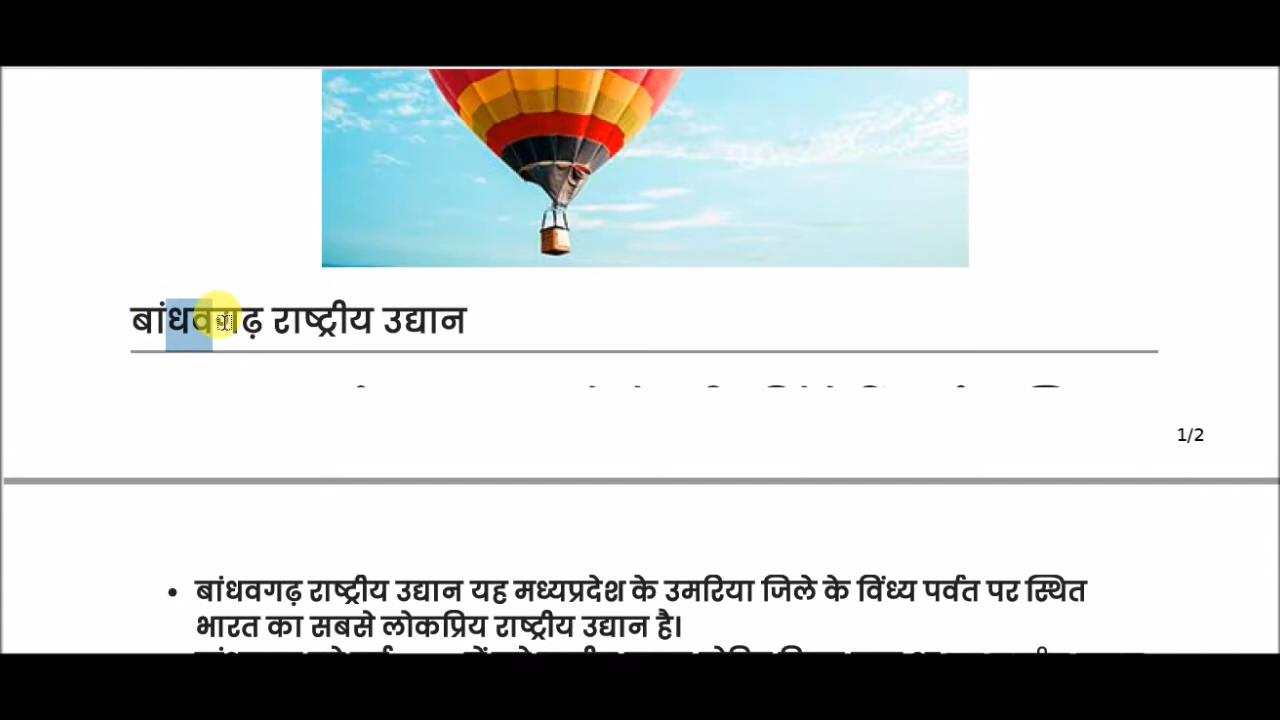 बांधवगढ़ राष्ट्रीय उद्यान
1/2
• बांधवगढ़ राष्ट्रीय उद्यान यह मध्यप्रदेश के उमरिया जिले के विंध्य पर्वत पर स्थित
भारत का सबसे लोकप्रिय राष्ट्रीय उद्यान है।